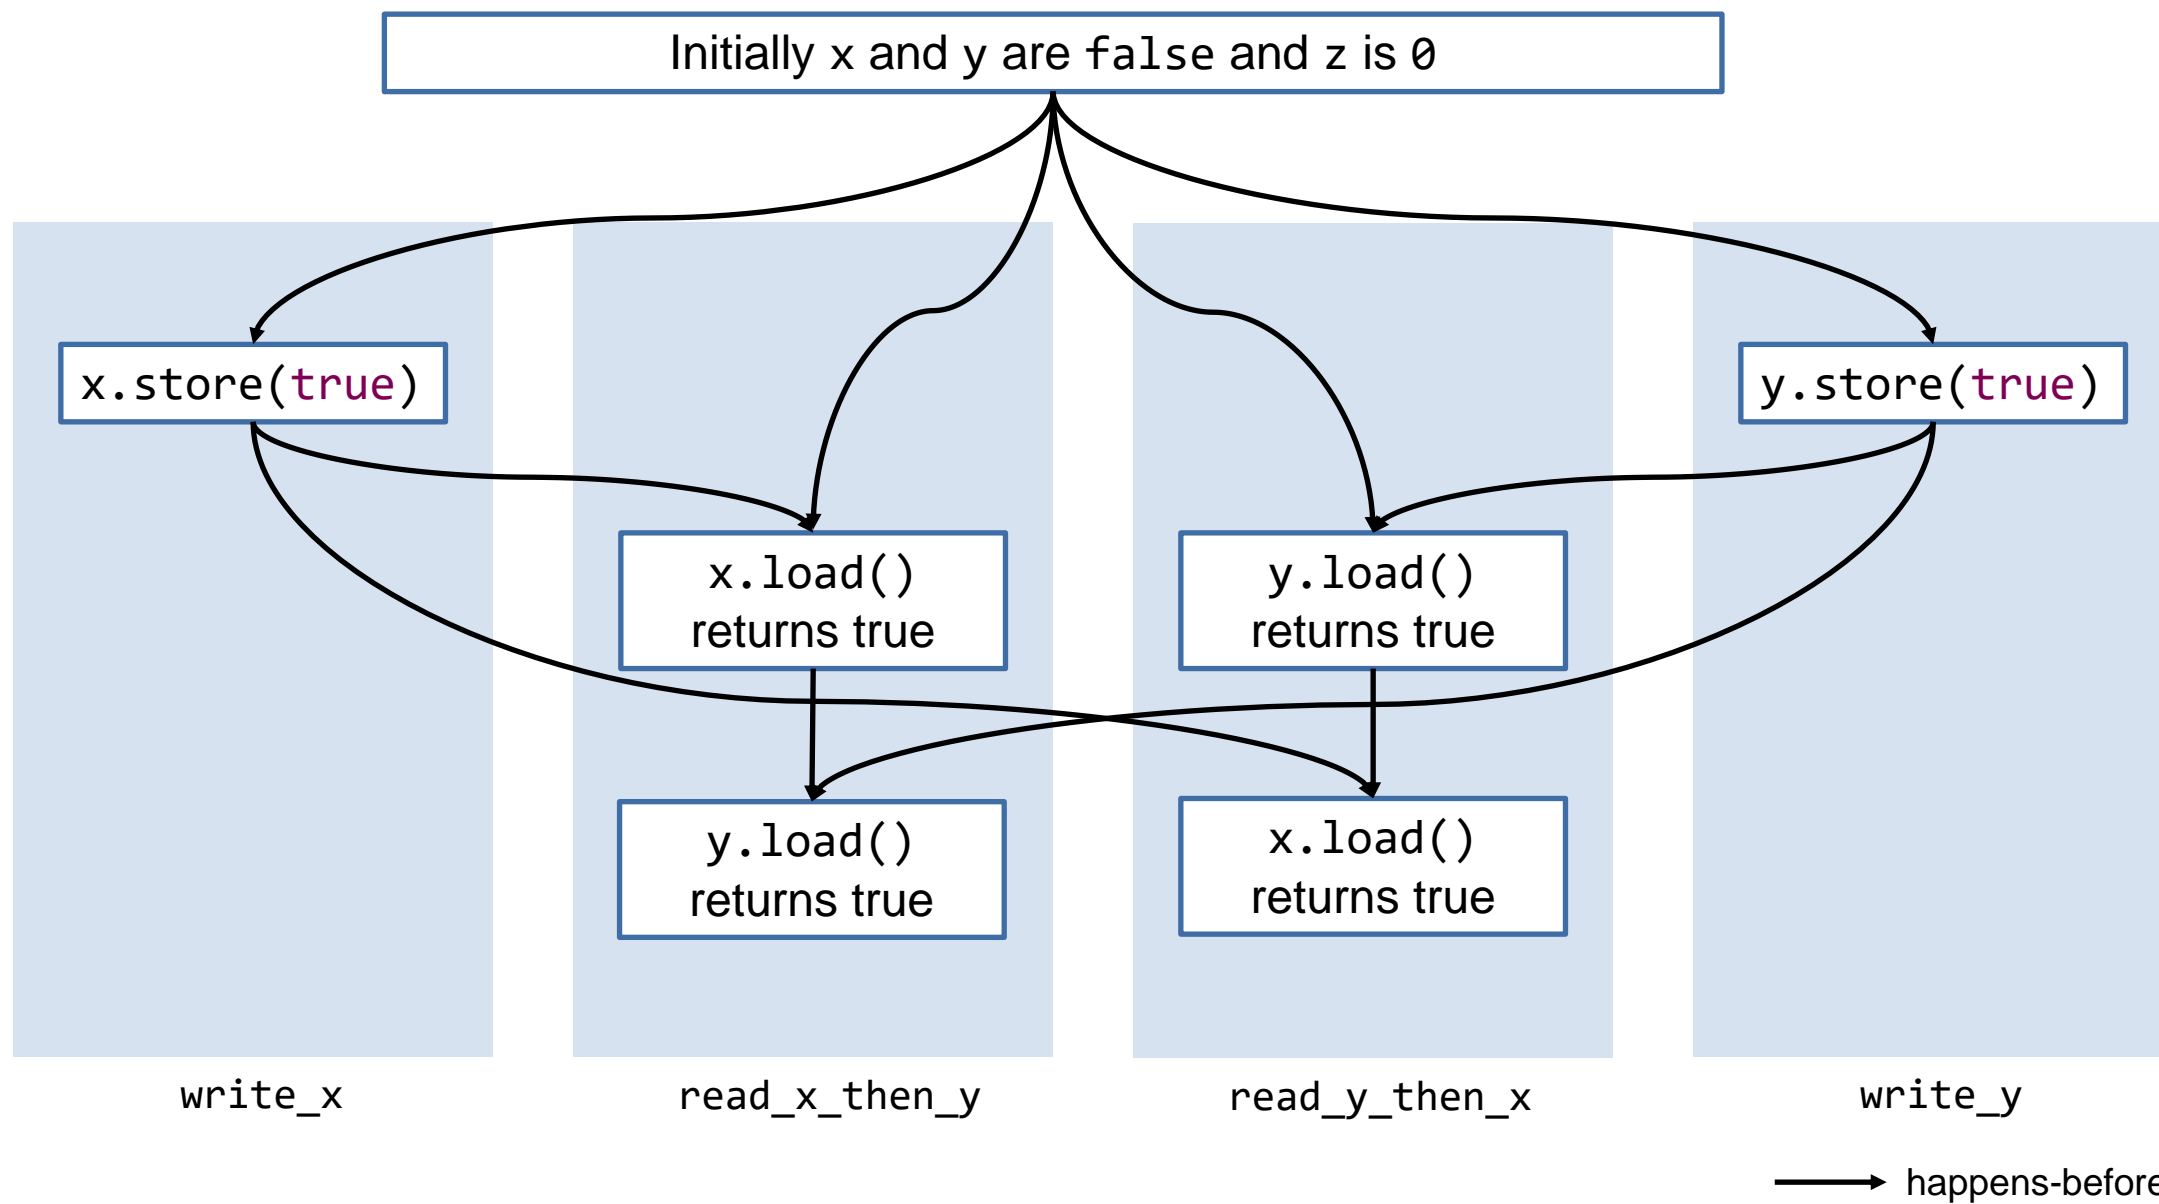 Initially x and y are false and z is 0
x.store(true)
y.store(true)
x.load()
returns true
y.load()
returns true
y.load()
returns true
x.load()
returns true
write_x
read_x_then_y
read_y_then_x
write_y
happens-before